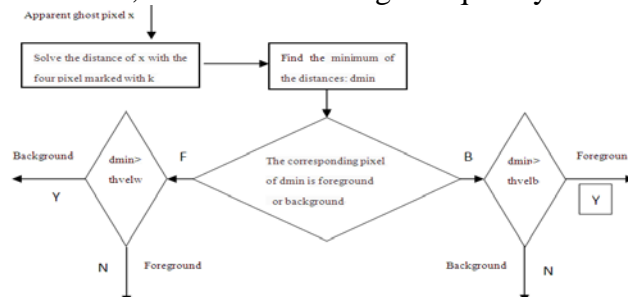 Apparent ghost pixel x
Solve the distance of x with the
four pixel marked with k
Find the minimum of
the distances: dmin
Background
dmin>
thvelw
F
The corresponding pixel
of dmin is foreground
or background
B
dmin>
thvelb
Foreground
Y
Y
N
Foreground
Background
N